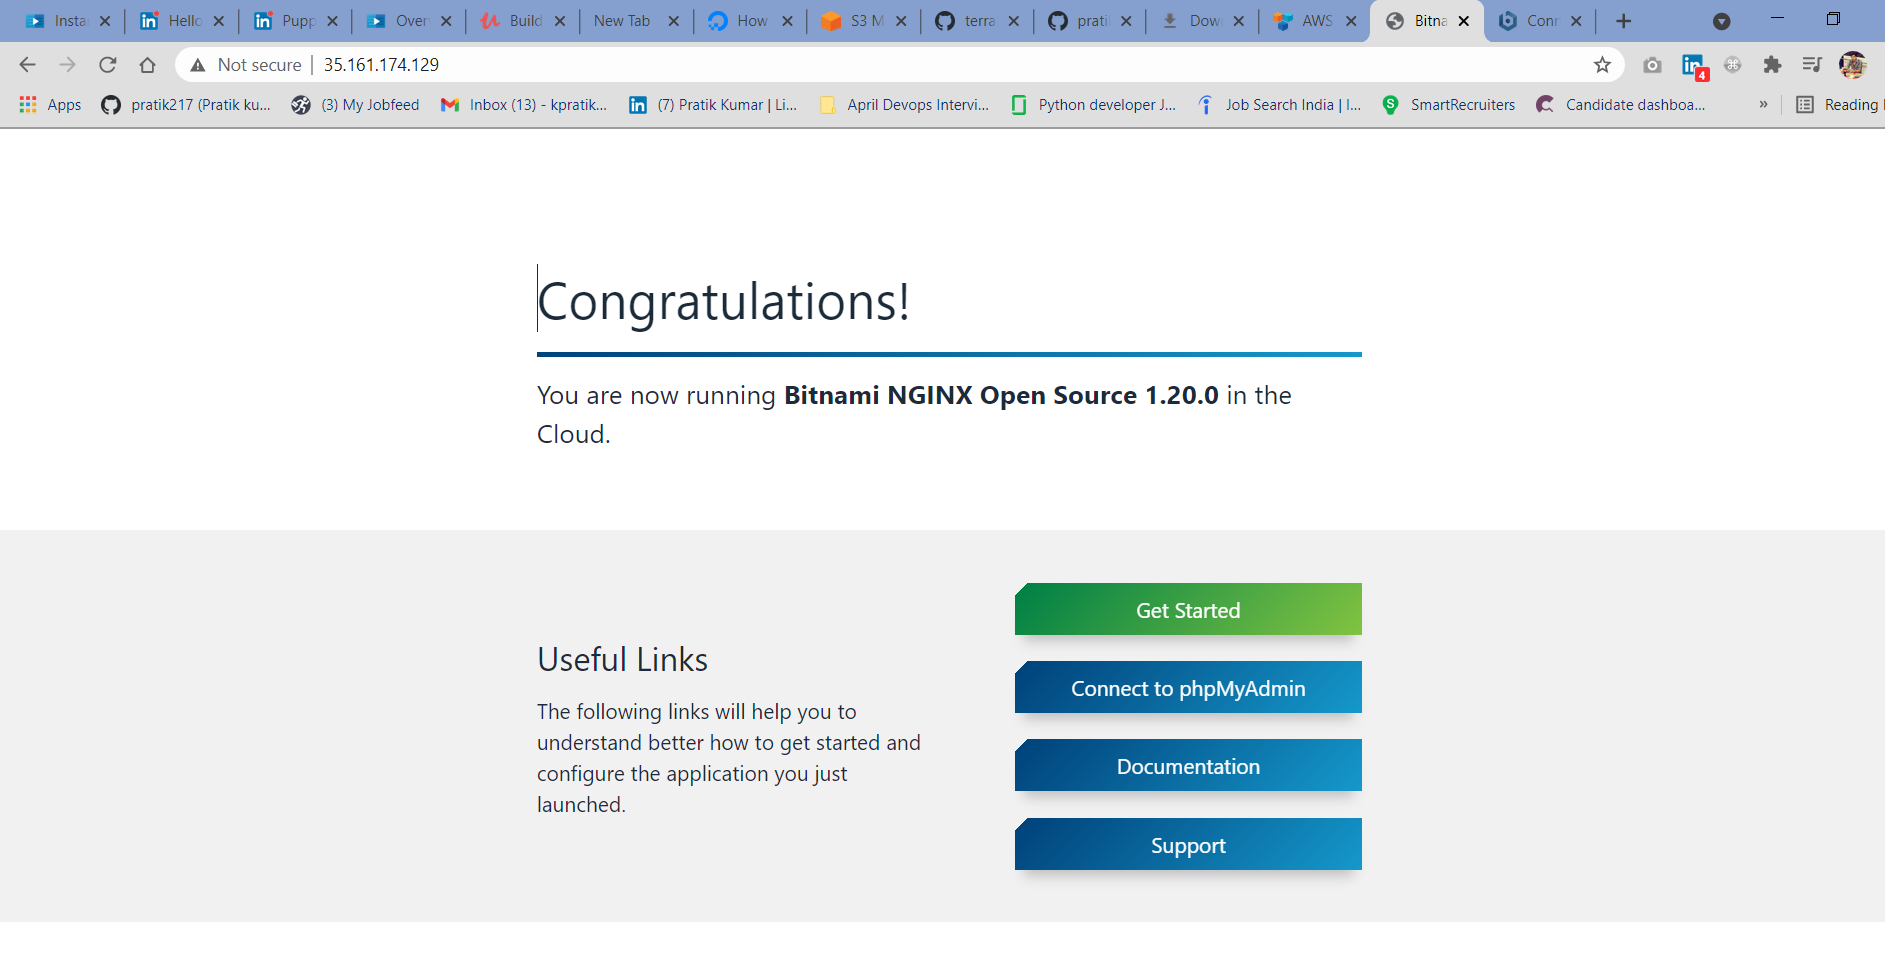 Insta
Hello
Pupp
Over
Build
New Tab
How
S3 M
terra
prati
Dow
AWS
Bitna
Conn
Not secure
35.161.174.129
4
Apps
pratik217 (Pratik ku...
(3) My Jobfeed
Inbox (13) - kpratik...
(7) Pratik Kumar | Li...
April Devops Intervi...
Python developer J...
Job Search India | I...
SmartRecruiters
Candidate dashboa...
»
Reading
Congratulations!
You are now running Bitnami NGINX Open Source 1.20.0 in the
Cloud.
Useful Links
The following links will help you to
understand better how to get started and
configure the application you just
launched.
Get Started
Connect to phpMyAdmin
Documentation
Support